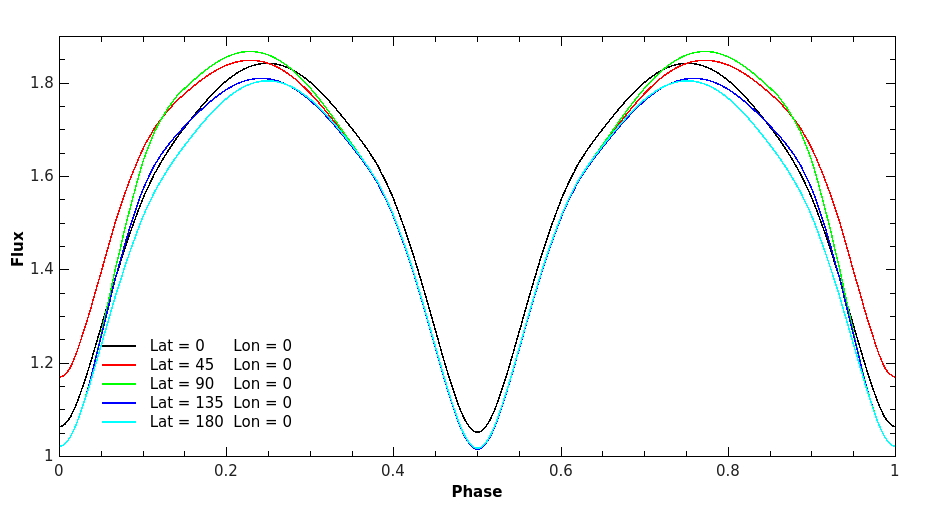 1.8
1.6
1.4
1.2
1
Flux
Lat = 0 Lon = 0
Lat = 45 Lon = 0
Lat = 90 Lon = 0
Lat = 135 Lon = 0
Lat = 180 Lon = 0
0 0.2 0.4 0.6 0.8 1
Phase